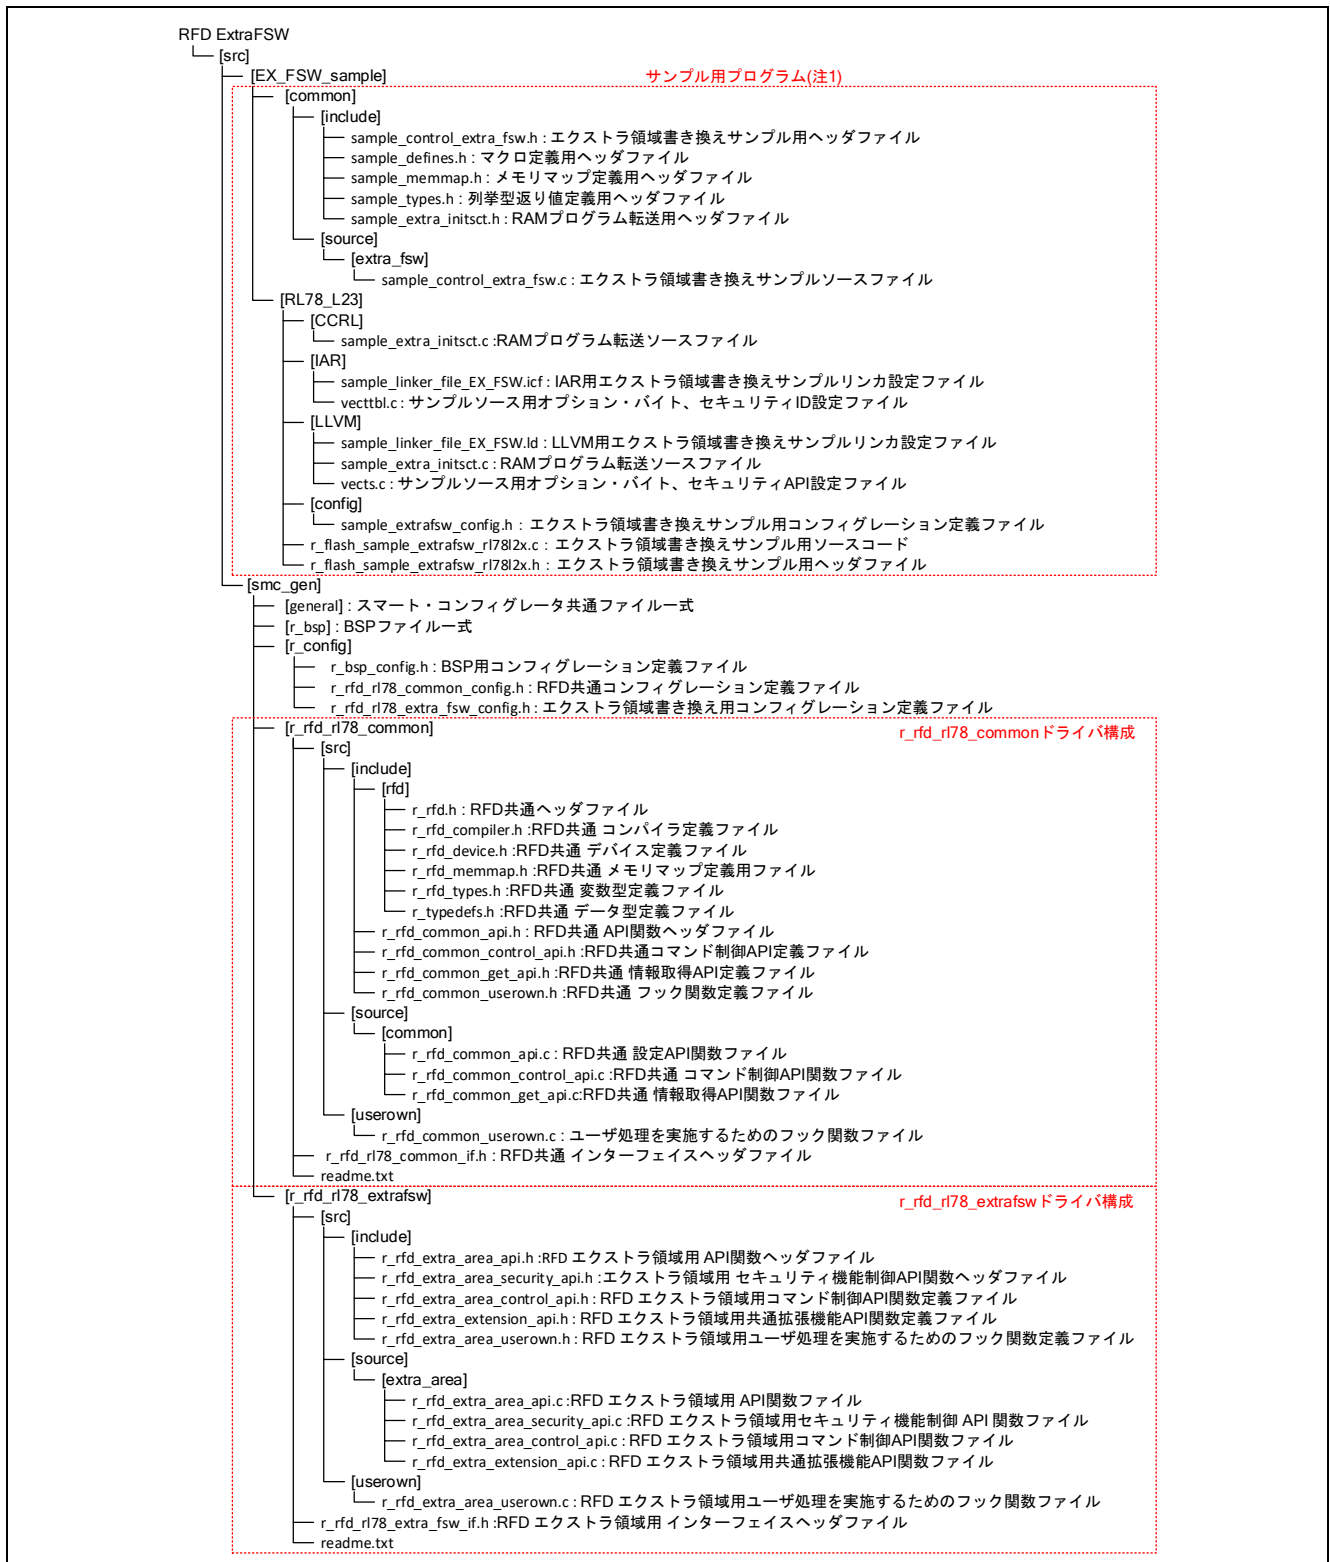 RFD ExtraFSW
[src]
[EX_FSW_sample]
サンプル用プログラム(注1)
[common]
[include]
sample_control_extra_fsw.h : エクストラ領域書き換えサンプル用ヘッダファイル
sample_defines.h : マクロ定義用ヘッダファイル
sample_memmap.h : メモリマップ定義用ヘッダファイル
sample_types.h : 列挙型返り値定義用ヘッダファイル
sample_extra_initsct.h : RAMプログラム転送用ヘッダファイル
[source]
[extra_fsw]
sample_control_extra_fsw.c : エクストラ領域書き換えサンプルソースファイル
[RL78_L23]
[CCRL]
sample_extra_initsct.c :RAMプログラム転送ソースファイル
[IAR]
sample_linker_file_EX_FSW.icf : IAR用エクストラ領域書き換えサンプルリンカ設定ファイル
vecttbl.c : サンプルソース用オプション・バイト、セキュリティID設定ファイル
[LLVM]
sample_linker_file_EX_FSW.ld : LLVM用エクストラ領域書き換えサンプルリンカ設定ファイル
sample_extra_initsct.c : RAMプログラム転送ソースファイル
vects.c : サンプルソース用オプション・バイト、セキュリティAPI設定ファイル
[config]
sample_extrafsw_config.h : エクストラ領域書き換えサンプル用コンフィグレーション定義ファイル
r_flash_sample_extrafsw_rl78l2x.c : エクストラ領域書き換えサンプル用ソースコード
r_flash_sample_extrafsw_rl78l2x.h : エクストラ領域書き換えサンプル用ヘッダファイル
[smc_gen]
[general] : スマート・コンフィグレータ共通ファイル一式
[r_bsp] : BSPファイル一式
[r_config]
r_bsp_config.h : BSP用コンフィグレーション定義ファイル
r_rfd_rl78_common_config.h : RFD共通コンフィグレーション定義ファイル
r_rfd_rl78_extra_fsw_config.h : エクストラ領域書き換え用コンフィグレーション定義ファイル
[r_rfd_rl78_common]
r_rfd_rl78_commonドライバ構成
[src]
[include]
[rfd]
r_rfd.h : RFD共通ヘッダファイル
r_rfd_compiler.h :RFD共通 コンパイラ定義ファイル
r_rfd_device.h :RFD共通 デバイス定義ファイル
r_rfd_memmap.h :RFD共通 メモリマップ定義用ファイル
r_rfd_types.h :RFD共通 変数型定義ファイル
r_typedefs.h :RFD共通 データ型定義ファイル
r_rfd_common_api.h : RFD共通 API関数ヘッダファイル
r_rfd_common_control_api.h :RFD共通コマンド制御API定義ファイル
r_rfd_common_get_api.h :RFD共通 情報取得API定義ファイル
r_rfd_common_userown.h :RFD共通 フック関数定義ファイル
[source]
[common]
r_rfd_common_api.c : RFD共通 設定API関数ファイル
r_rfd_common_control_api.c :RFD共通 コマンド制御API関数ファイル
r_rfd_common_get_api.c:RFD共通 情報取得API関数ファイル
[userown]
r_rfd_common_userown.c : ユーザ処理を実施するためのフック関数ファイル
r_rfd_rl78_common_if.h : RFD共通 インターフェイスヘッダファイル
readme.txt
[r_rfd_rl78_extrafsw]
r_rfd_rl78_extrafswドライバ構成
[src]
[include]
r_rfd_extra_area_api.h :RFD エクストラ領域用 API関数ヘッダファイル
r_rfd_extra_area_security_api.h :エクストラ領域用 セキュリティ機能制御API関数ヘッダファイル
r_rfd_extra_area_control_api.h : RFD エクストラ領域用コマンド制御API関数定義ファイル
r_rfd_extra_extension_api.h : RFD エクストラ領域用共通拡張機能API関数定義ファイル
r_rfd_extra_area_userown.h : RFD エクストラ領域用ユーザ処理を実施するためのフック関数定義ファイル
[source]
[extra_area]
r_rfd_extra_area_api.c :RFD エクストラ領域用 API関数ファイル
r_rfd_extra_area_security_api.c :RFD エクストラ領域用セキュリティ機能制御 API 関数ファイル
r_rfd_extra_area_control_api.c : RFD エクストラ領域用コマンド制御API関数ファイル
r_rfd_extra_extension_api.c : RFD エクストラ領域用共通拡張機能API関数ファイル
[userown]
r_rfd_extra_area_userown.c : RFD エクストラ領域用ユーザ処理を実施するためのフック関数ファイル
r_rfd_rl78_extra_fsw_if.h :RFD エクストラ領域用 インターフェイスヘッダファイル
readme.txt